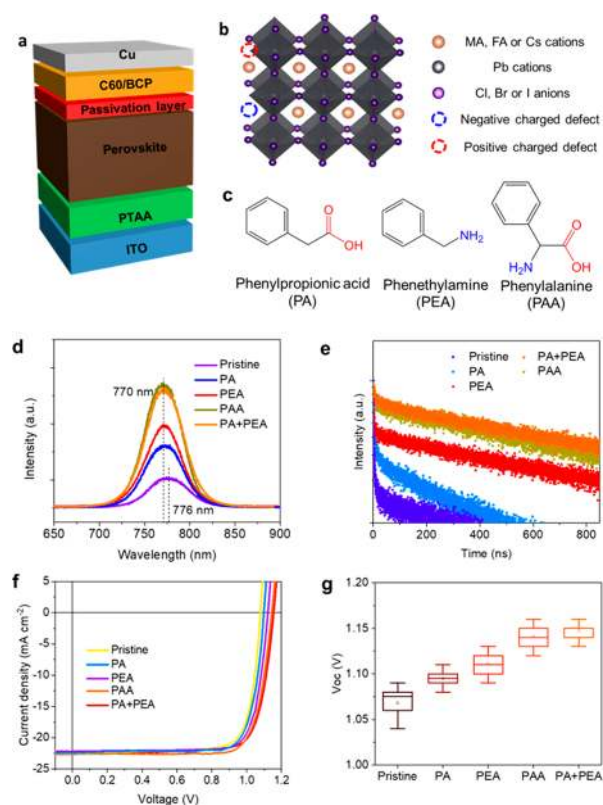 a
Cu
C60/BCP
Passivation layer
Perovskite
PTAA
ITO
b
MA, FA or Cs cations
Pb cations
Cl, Br or I anions
Negative charged defect
Positive charged defect
c
O
OH
NH2
O
H2N
OH
Phenylpropionic acid
(PA)
Phenethylamine
(PEA)
Phenylalanine
(PAA)
d
Intensity (a.u.)
770 nm
776 nm
Pristine
PA
PEA
PAA
PA+PEA
650 700 750 800 850 900
Wavelength (nm)
e
Intensity (a.u.)
Pristine
PA
PEA
PA+PEA
PAA
0 200 400 600 800
Time (ns)
f
Current density (mA cm-2)
5
0
-5
-10
-15
-20
-25
Pristine
PA
PEA
PAA
PA+PEA
0.0 0.2 0.4 0.6 0.8 1.0 1.2
Voltage (V)
g
Voc (V)
1.20
1.15
1.10
1.05
1.00
Pristine PA PEA PAA PA+PEA